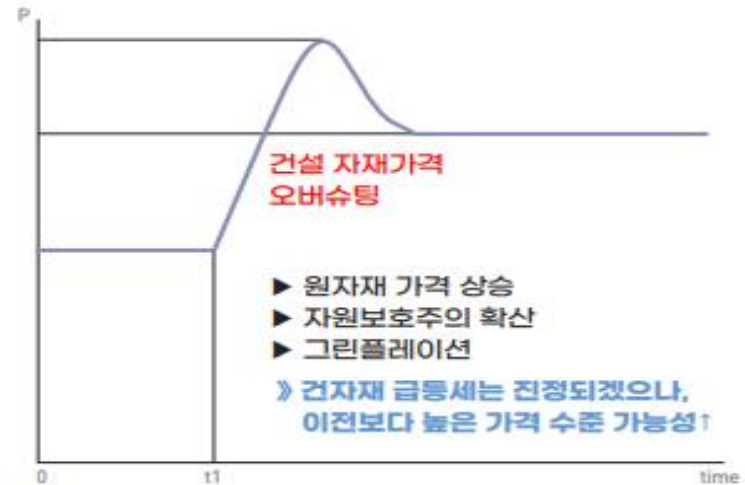 P
건설 자재가격
오버슈팅
▶ 원자재 가격 상승
▶ 자원보호주의 확산
▶ 그린플레이션
》 건자재 급등세는 진정되겠으나,
이전보다 높은 가격 수준 가능성↑
0 t1 time